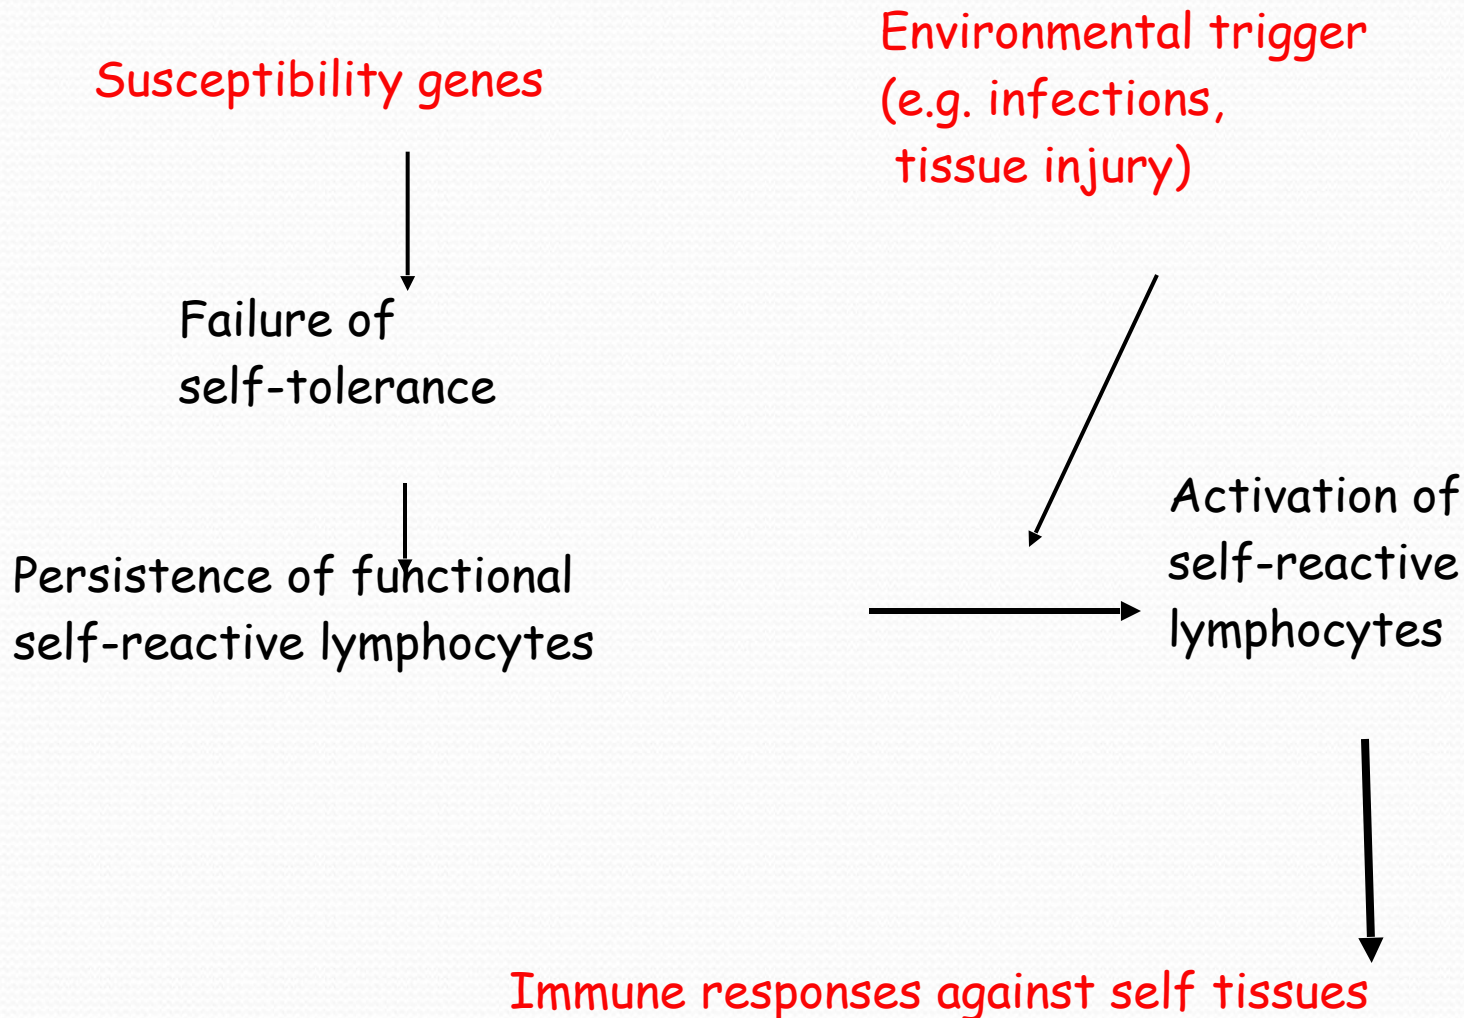 Susceptibility genes
Environmental trigger
(e.g. infections,
tissue injury)
Failure of
self-tolerance
Persistence of functional
self-reactive lymphocytes
Activation of
self-reactive
lymphocytes
Immune responses against self tissues